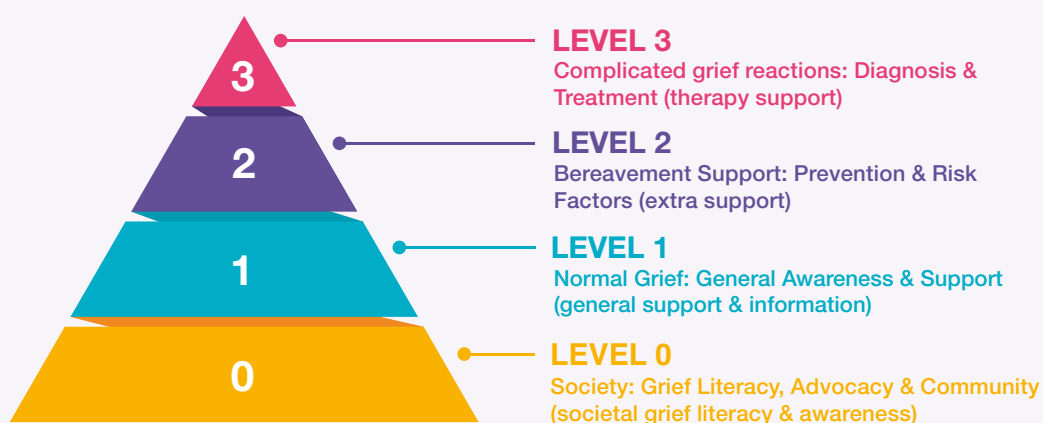 3
LEVEL 3
Complicated grief reactions: Diagnosis &
Treatment (therapy support)
2
LEVEL 2
Bereavement Support: Prevention & Risk
Factors (extra support)
1
LEVEL 1
Normal Grief: General Awareness & Support
(general support & information)
0
LEVEL 0
Society: Grief Literacy, Advocacy & Community
(societal grief literacy & awareness)